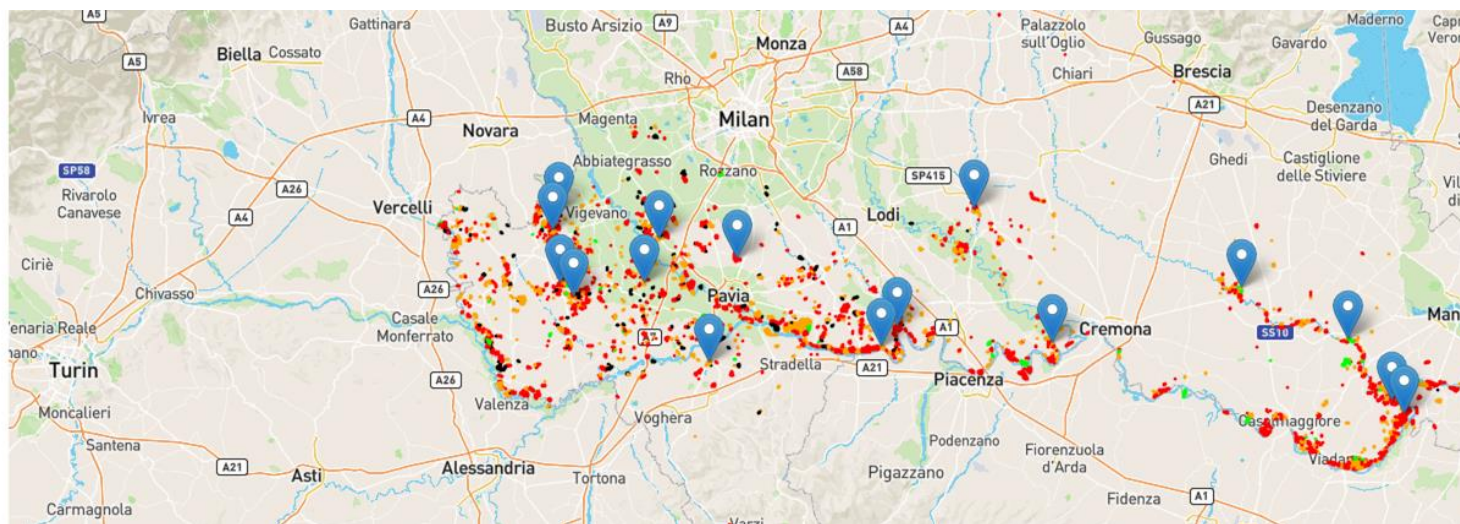 A5
Gattinara
Busto Arsizio
A9
A4
Palazzolo
sull'Oglio
Gussago
Maderno
Biella
Cossato
Monza
Gavardo
A5
Rho
A58
Chiari
Brescia
Ivrea
A4
Novara
Magenta
Milan
A21
Desenzano
del Garda
SP58
Abbiategrasso
Rozzano
SP415
Ghedi
Castiglione
delle Stiviere
Rivarolo
Canavese
A26
Vercelli
Vigevano
Lodi
A4
A1
Ciriè
Chivasso
A26
Pavia
Venaria Reale
Casale
Monferrato
A7
A1
Cremona
SS10
Stradella
A21
Turin
A26
Piacenza
Moncalieri
Valenza
Voghera
Casalmaggiore
Santena
Podenzano
A21
Asti
Alessandria
Tortona
Pigazzano
Fiorenzuola
d'Arda
Carmagnola
Fidenza
A1
Varzi